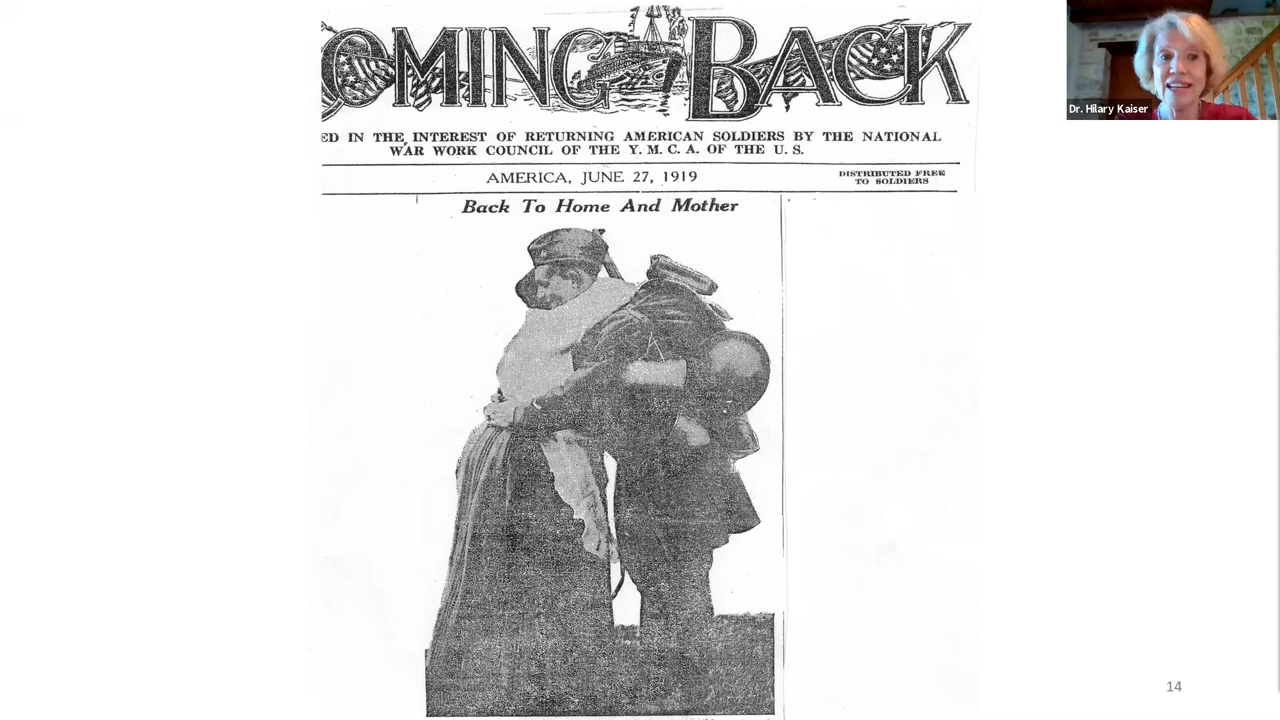 OMING BACK
ED IN THE INTEREST OF RETURNING AMERICAN SOLDIERS BY THE NATIONAL
WAR WORK COUNCIL OF THE Y. M. C. A. OF THE U. S.
AMERICA, JUNE 27, 1919
DISTRIBUTED FREE
TO SOLDIERS
Back To Home And Mother
Dr. Hilary Kaiser
14